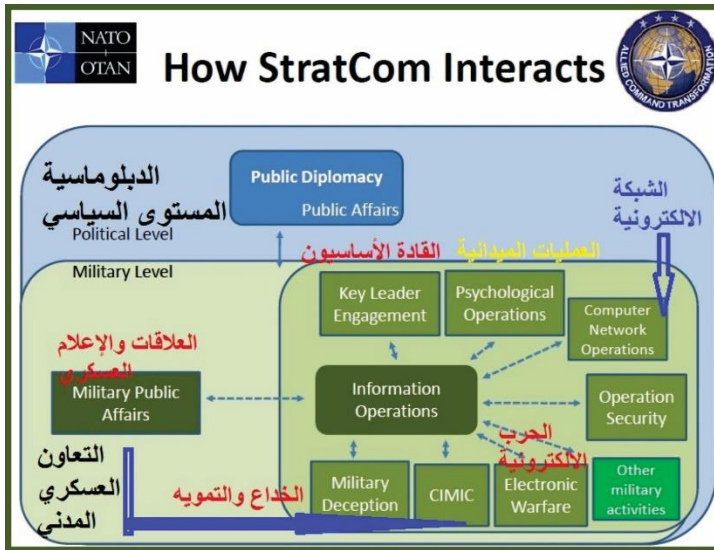 NATO
OTAN
How StratCom Interacts
ALLIED COMMAND TRANSFORMATION
الدبلوماسية
المستوى السياسي
Political Level
Military Level
Public Diplomacy
Public Affairs
الشبكة
الالكترونية
القادة الأساسيون
العمليات الميدانية
Key Leader
Engagement
Psychological
Operations
Computer
Network
Operations
العلاقات والإعلام
العسكري
Military Public
Affairs
Information
Operations
Operation
Security
الحرب
الالكترونية
التعاون
العسكري
المدني
الخداع والتمويه
Military
Deception
CIMIC
Electronic
Warfare
Other
military
activities